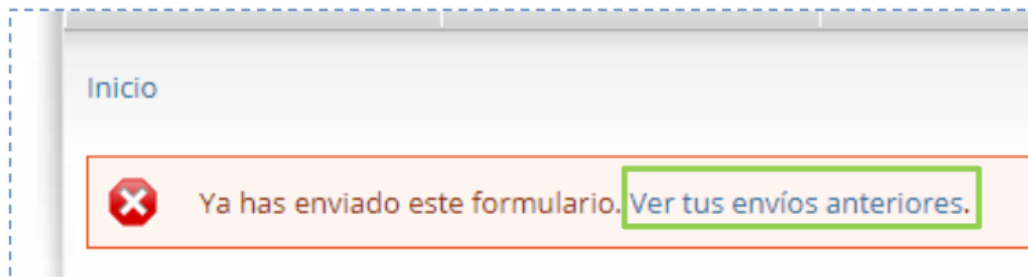 Inicio
Ya has enviado este formulario. Ver tus envíos anteriores.